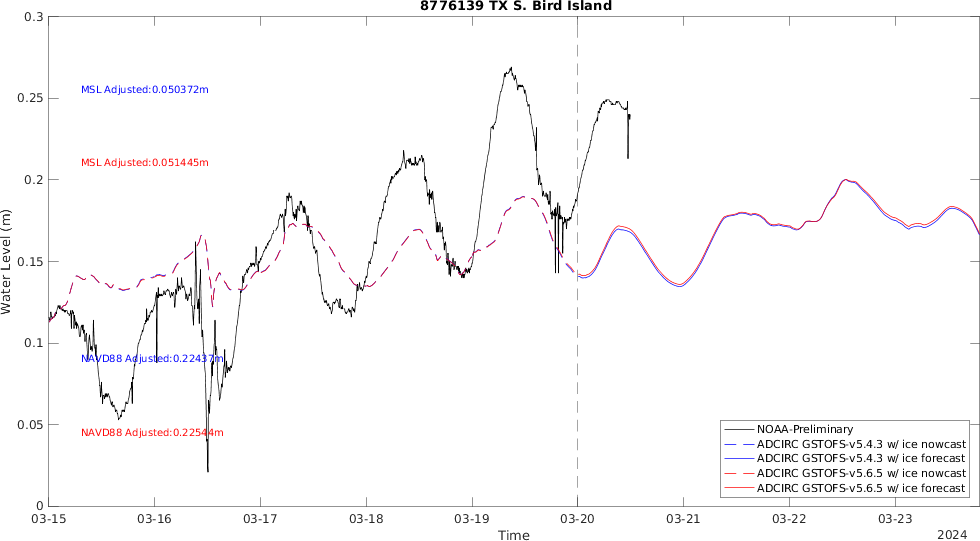 8776139 TX S. Bird Island
0.3
0.25
0.2
0.15
0.1
0.05
0
Water Level (m)
MSL Adjusted:0.050372m
MSL Adjusted:0.051445m
NAVD88 Adjusted:0.22437m
NAVD88 Adjusted:0.22544m
NOAA-Preliminary
ADCIRC GSTOFS-v5.4.3 w/ ice nowcast
ADCIRC GSTOFS-v5.4.3 w/ ice forecast
ADCIRC GSTOFS-v5.6.5 w/ ice nowcast
ADCIRC GSTOFS-v5.6.5 w/ ice forecast
03-15 03-16 03-17 03-18 03-19 03-20 03-21 03-22 03-23
Time
2024